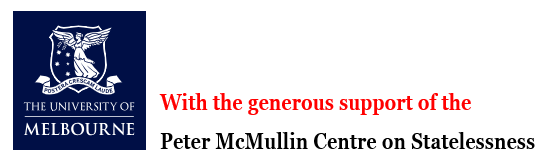 POSTERA CRESCAM LAUDE
THE UNIVERSITY OF
MELBOURNE
With the generous support of the
Peter McMullin Centre on Statelessness